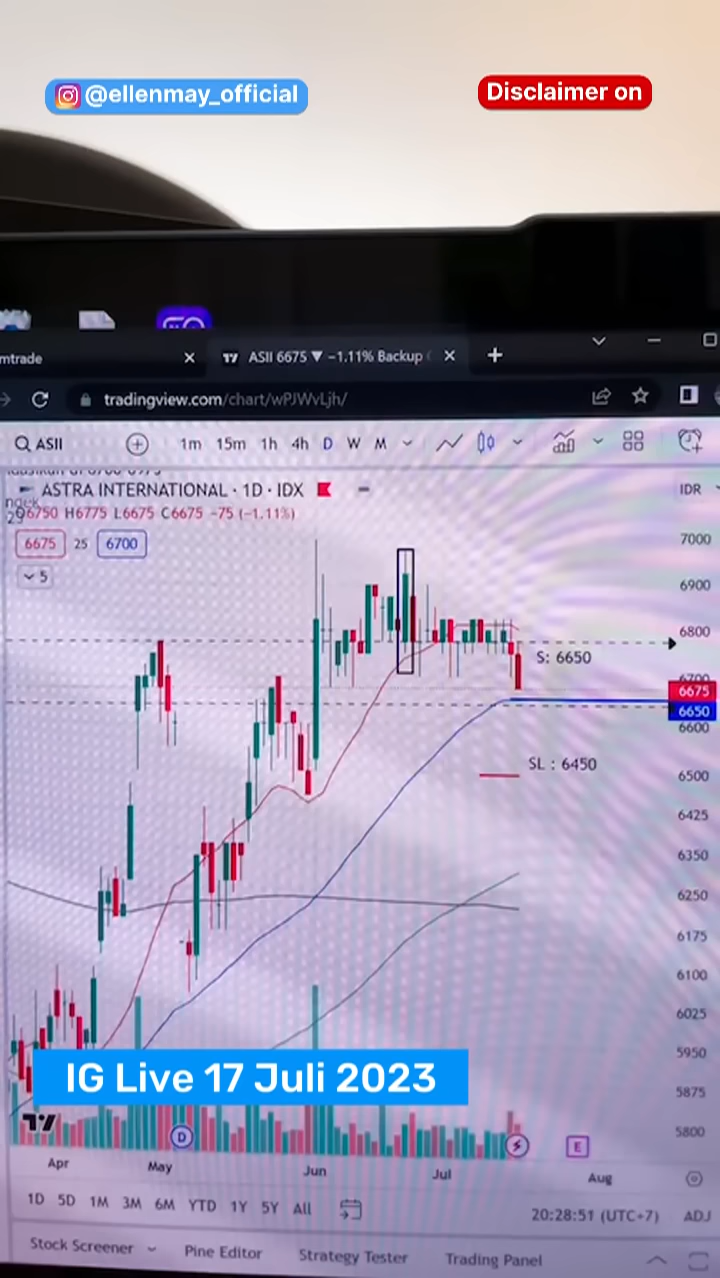 @ellenmay_official
Disclaimer on
mtrade
ASII 6675 ▼ −1.11% Backup
tradingview.com/chart/wPJWvLjh/
ASII
1m 15m 1h 4h D W M
ASTRA INTERNATIONAL · 1D · IDX
IDR
6750 H6775 L6675 C6675 −75 (−1.11%)
6675 25 6700
5
7000
6900
6800
S: 6650
6700
6675
6650
6600
SL : 6450
6500
6425
6350
6250
6175
6100
6025
5950
IG Live 17 Juli 2023
5875
5800
D
E
Apr May Jun Jul Aug
1D 5D 1M 3M 6M YTD 1Y 5Y All
20:28:51 (UTC+7) ADJ
Stock Screener Pine Editor Strategy Tester Trading Panel